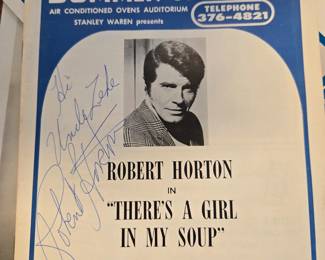 AIR CONDITIONED OVENS AUDITORIUM
STANLEY WAREN presents
TELEPHONE
376-4821
Hi
Robert Horton
ROBERT HORTON
IN
"THERE'S A GIRL
IN MY SOUP"